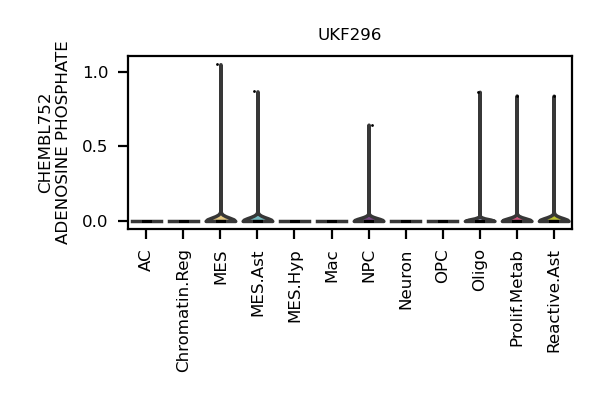 UKF296
CHEMBL752
ADENOSINE PHOSPHATE
1.0
0.5
0.0
AC
Chromatin.Reg
MES
MES.Ast
MES.Hyp
Mac
NPC
Neuron
OPC
Oligo
Prolif.Metab
Reactive.Ast